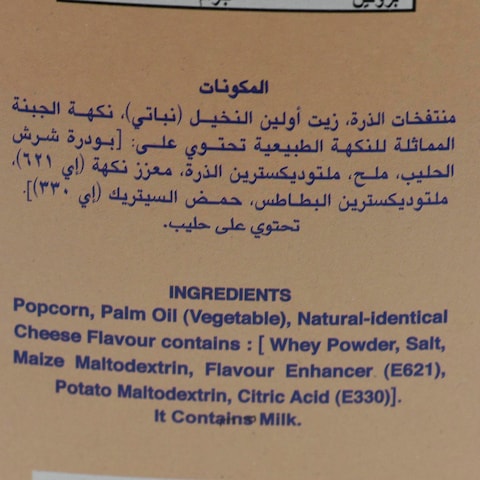 المكونات
منتفخات الذرة، زيت أولين النخيل (نباتي)، نكهة الجبنة
المماثلة للنكهة الطبيعية تحتوي على: [بودرة شرش
الحليب، ملح، ملتوديكسترين الذرة، معزز نكهة (إي ٦٢١)،
ملتوديكسترين البطاطس، حمض السيتريك (إي ٣٣٠)].
تحتوي على حليب.
INGREDIENTS
Popcorn, Palm Oil (Vegetable), Natural-identical
Cheese Flavour contains : [ Whey Powder, Salt,
Maize Maltodextrin, Flavour Enhancer (E621),
Potato Maltodextrin, Citric Acid (E330)].
It Contains Milk.